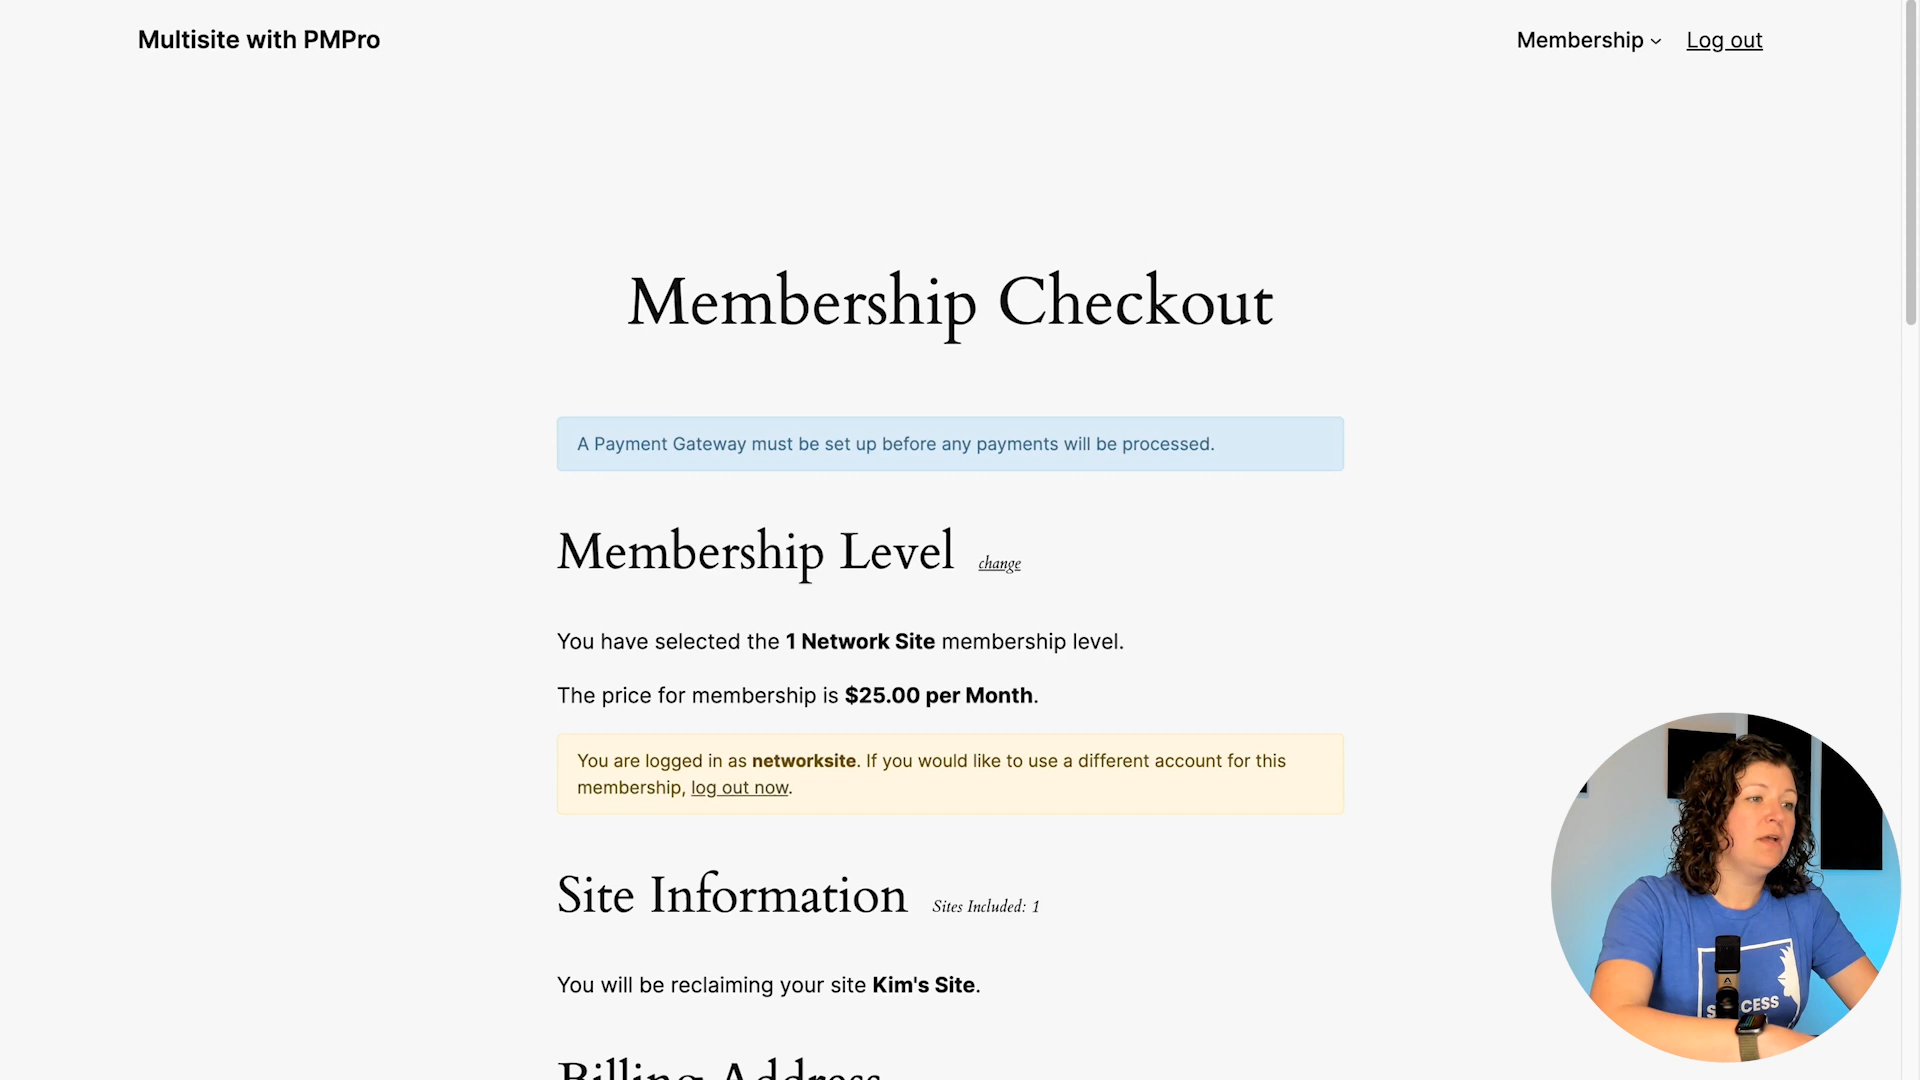 Multisite with PMPro
Membership
Log out
Membership Checkout
A Payment Gateway must be set up before any payments will be processed.
Membership Level change
You have selected the 1 Network Site membership level.
The price for membership is $25.00 per Month.
You are logged in as networksite. If you would like to use a different account for this
membership, log out now.
Site Information Sites Included: 1
You will be reclaiming your site Kim's Site.
Billing Address